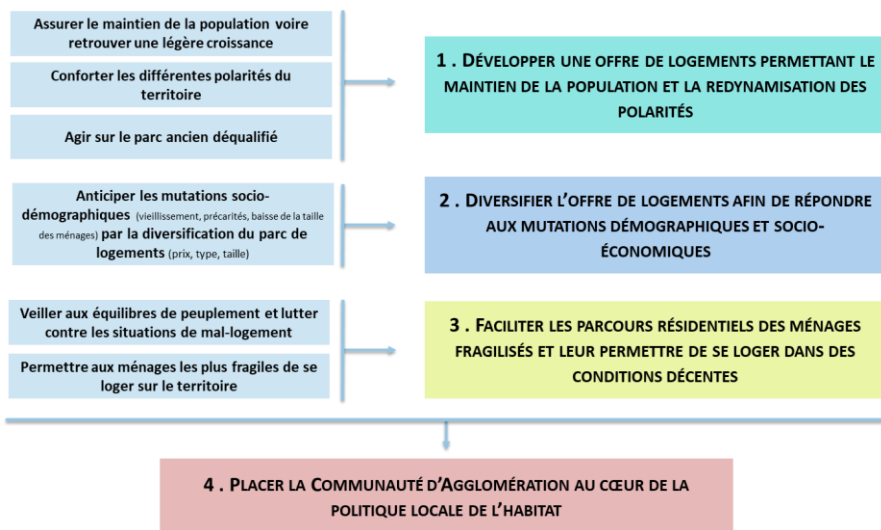 Assurer le maintien de la population voire
retrouver une légère croissance
Conforter les différentes polarités du
territoire
Agir sur le parc ancien déqualifié
1 . DÉVELOPPER UNE OFFRE DE LOGEMENTS PERMETTANT LE
MAINTIEN DE LA POPULATION ET LA REDYNAMISATION DES
POLARITÉS
Anticiper les mutations socio-
démographiques (vieillissement, précarités, baisse de la taille
des ménages) par la diversification du parc de
logements (prix, type, taille)
2 . DIVERSIFIER L’OFFRE DE LOGEMENTS AFIN DE RÉPONDRE
AUX MUTATIONS DÉMOGRAPHIQUES ET SOCIO-
ÉCONOMIQUES
Veiller aux équilibres de peuplement et lutter
contre les situations de mal-logement
Permettre aux ménages les plus fragiles de se
loger sur le territoire
3 . FACILITER LES PARCOURS RÉSIDENTIELS DES MÉNAGES
FRAGILISÉS ET LEUR PERMETTRE DE SE LOGER DANS DES
CONDITIONS DÉCENTES
4 . PLACER LA COMMUNAUTÉ D’AGGLOMÉRATION AU CŒUR DE LA
POLITIQUE LOCALE DE L’HABITAT